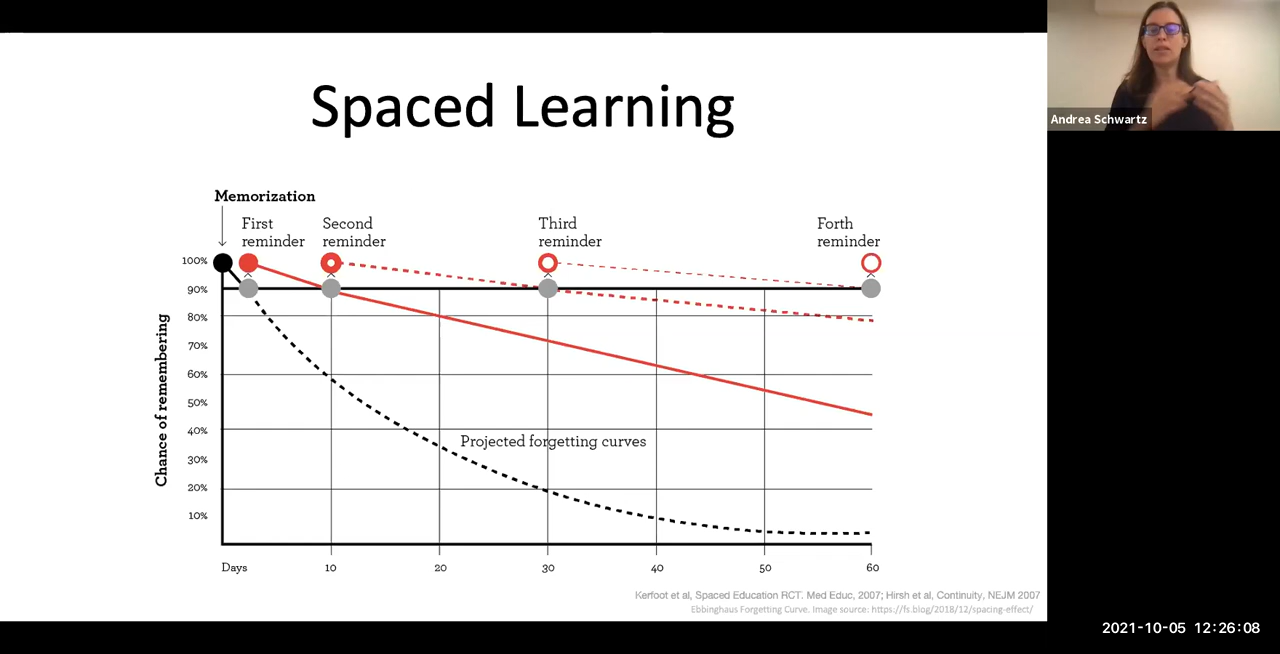 Spaced Learning
Andrea Schwartz
Memorization
First
reminder
Second
reminder
Third
reminder
Forth
reminder
100%
90%
80%
70%
60%
50%
40%
30%
20%
10%
Chance of remembering
Projected forgetting curves
Days
10
20
30
40
50
60
Kerfoot et al, Spaced Education RCT. Med Educ, 2007; Hirsh et al, Continuity, NEJM 2007
Ebbinghaus Forgetting Curve. Image source: https://fs.blog/2018/12/spacing-effect/
2021-10-05 12:26:08